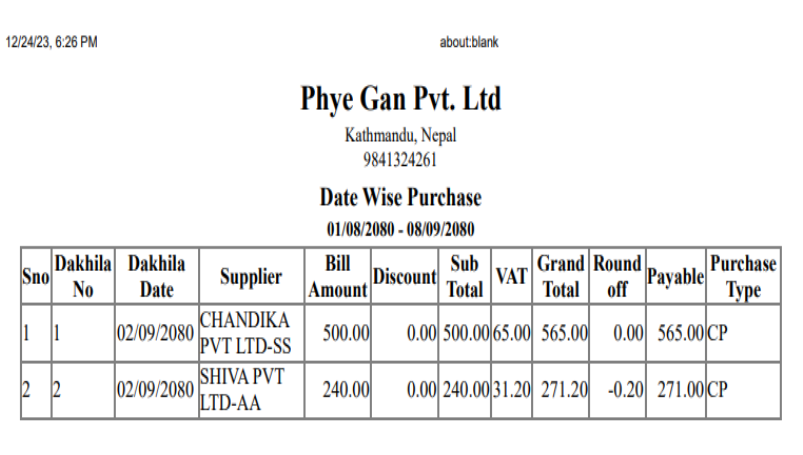 12/24/23, 6:26 PM about:blank
Phye Gan Pvt. Ltd
Kathmandu, Nepal
9841324261
Date Wise Purchase
01/08/2080 - 08/09/2080
Sno Dakhila No Dakhila Date Supplier Bill Amount Discount Sub Total VAT Grand Total Round off Payable Purchase Type
1 1 02/09/2080 CHANDIKA PVT LTD-SS 500.00 0.00 500.00 65.00 565.00 0.00 565.00 CP
2 2 02/09/2080 SHIVA PVT LTD-AA 240.00 0.00 240.00 31.20 271.20 -0.20 271.00 CP